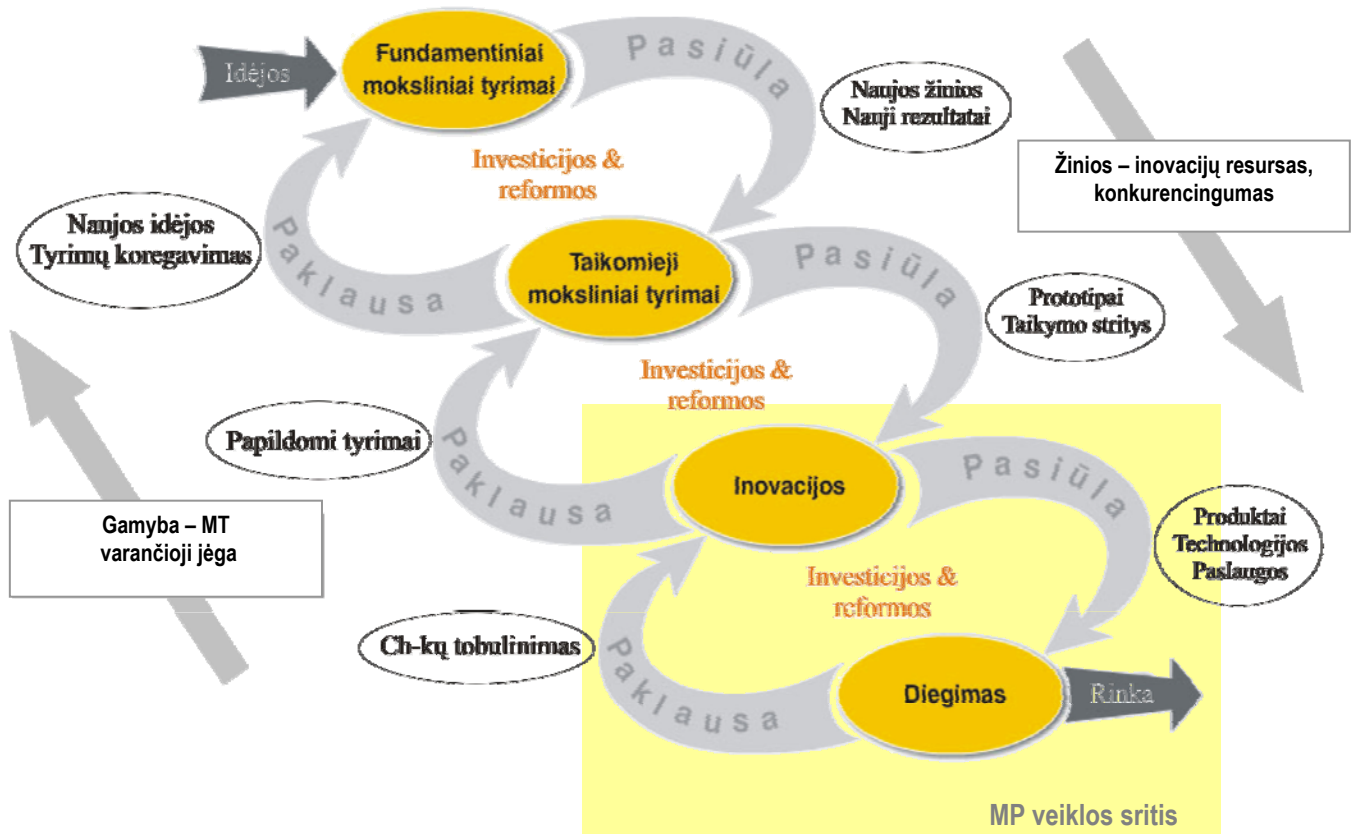 Idėjos
Fundamentiniai
moksliniai tyrimai
Pasiūla
Naujos žinios
Nauji rezultatai
Žinios – inovacijų resursas,
konkurencingumas
Investicijos &
reformos
Naujos idėjos
Tyrimų koregavimas
Paklausa
Taikomieji
moksliniai tyrimai
Pasiūla
Prototipai
Taikymo stritys
Investicijos &
reformos
Papildomi tyrimai
Paklausa
Inovacijos
Pasiūla
Gamyba – MT
varančioji jėga
Produktai
Technologijos
Paslaugos
Investicijos &
reformos
Ch-kų tobulinimas
Paklausa
Diegimas
Rinka
MP veiklos sritis